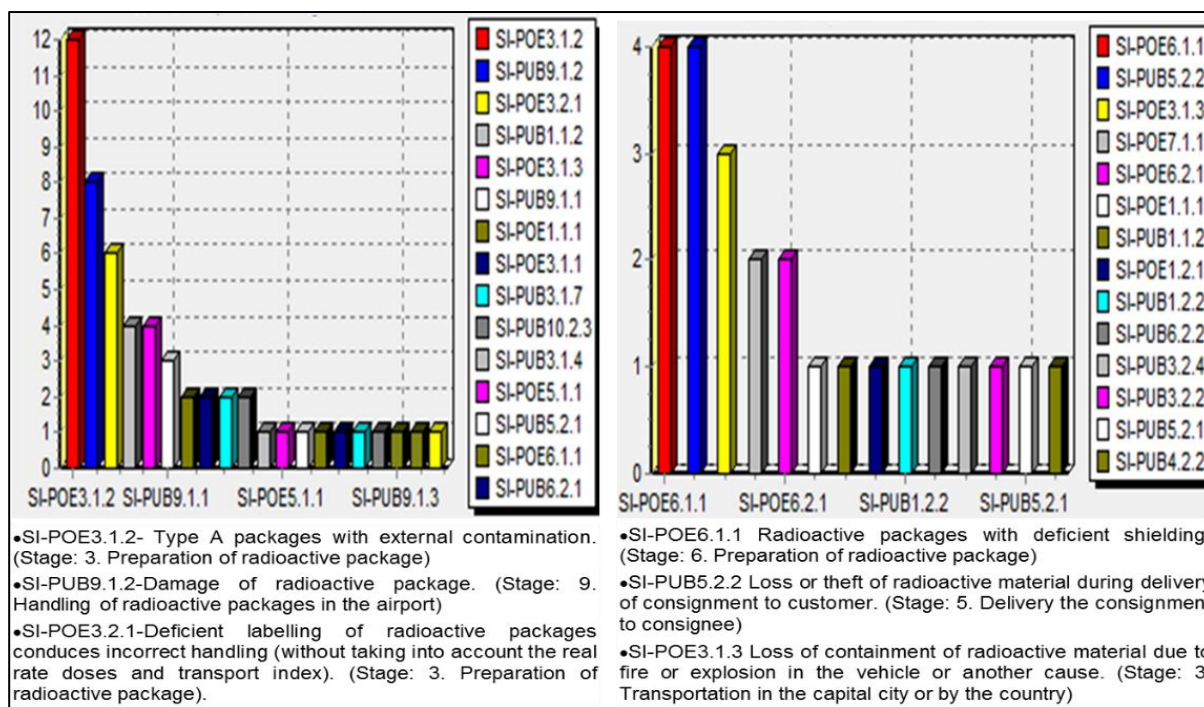 12
11
10
9
8
7
6
5
4
3
2
1
0
SI-POE3.1.2 SI-PUB9.1.1 SI-POE5.1.1 SI-PUB9.1.3
SI-POE3.1.2
SI-PUB9.1.2
SI-POE3.2.1
SI-PUB1.1.2
SI-POE3.1.3
SI-PUB9.1.1
SI-POE1.1.1
SI-POE3.1.1
SI-PUB3.1.7
SI-PUB10.2.3
SI-PUB3.1.4
SI-POE5.1.1
SI-PUB5.2.1
SI-POE6.1.1
SI-PUB6.2.1
•SI-POE3.1.2- Type A packages with external contamination.
(Stage: 3. Preparation of radioactive package)
•SI-PUB9.1.2-Damage of radioactive package. (Stage: 9.
Handling of radioactive packages in the airport)
•SI-POE3.2.1-Deficient labelling of radioactive packages
conduces incorrect handling (without taking into account the real
rate doses and transport index). (Stage: 3. Preparation of
radioactive package).
4
3
2
1
0
SI-POE6.1.1 SI-POE6.2.1 SI-PUB1.2.2 SI-PUB5.2.1
SI-POE6.1.1
SI-PUB5.2.2
SI-POE3.1.3
SI-POE7.1.1
SI-POE6.2.1
SI-POE1.1.1
SI-PUB1.1.2
SI-POE1.2.1
SI-PUB1.2.2
SI-PUB6.2.2
SI-PUB3.2.4
SI-PUB3.2.2
SI-PUB5.2.1
SI-PUB4.2.2
•SI-POE6.1.1 Radioactive packages with deficient shielding
(Stage: 6. Preparation of radioactive package)
•SI-PUB5.2.2 Loss or theft of radioactive material during delivery
of consignment to customer. (Stage: 5. Delivery the consignmen
to consignee)
•SI-POE3.1.3 Loss of containment of radioactive material due to
fire or explosion in the vehicle or another cause. (Stage: 3
Transportation in the capital city or by the country)